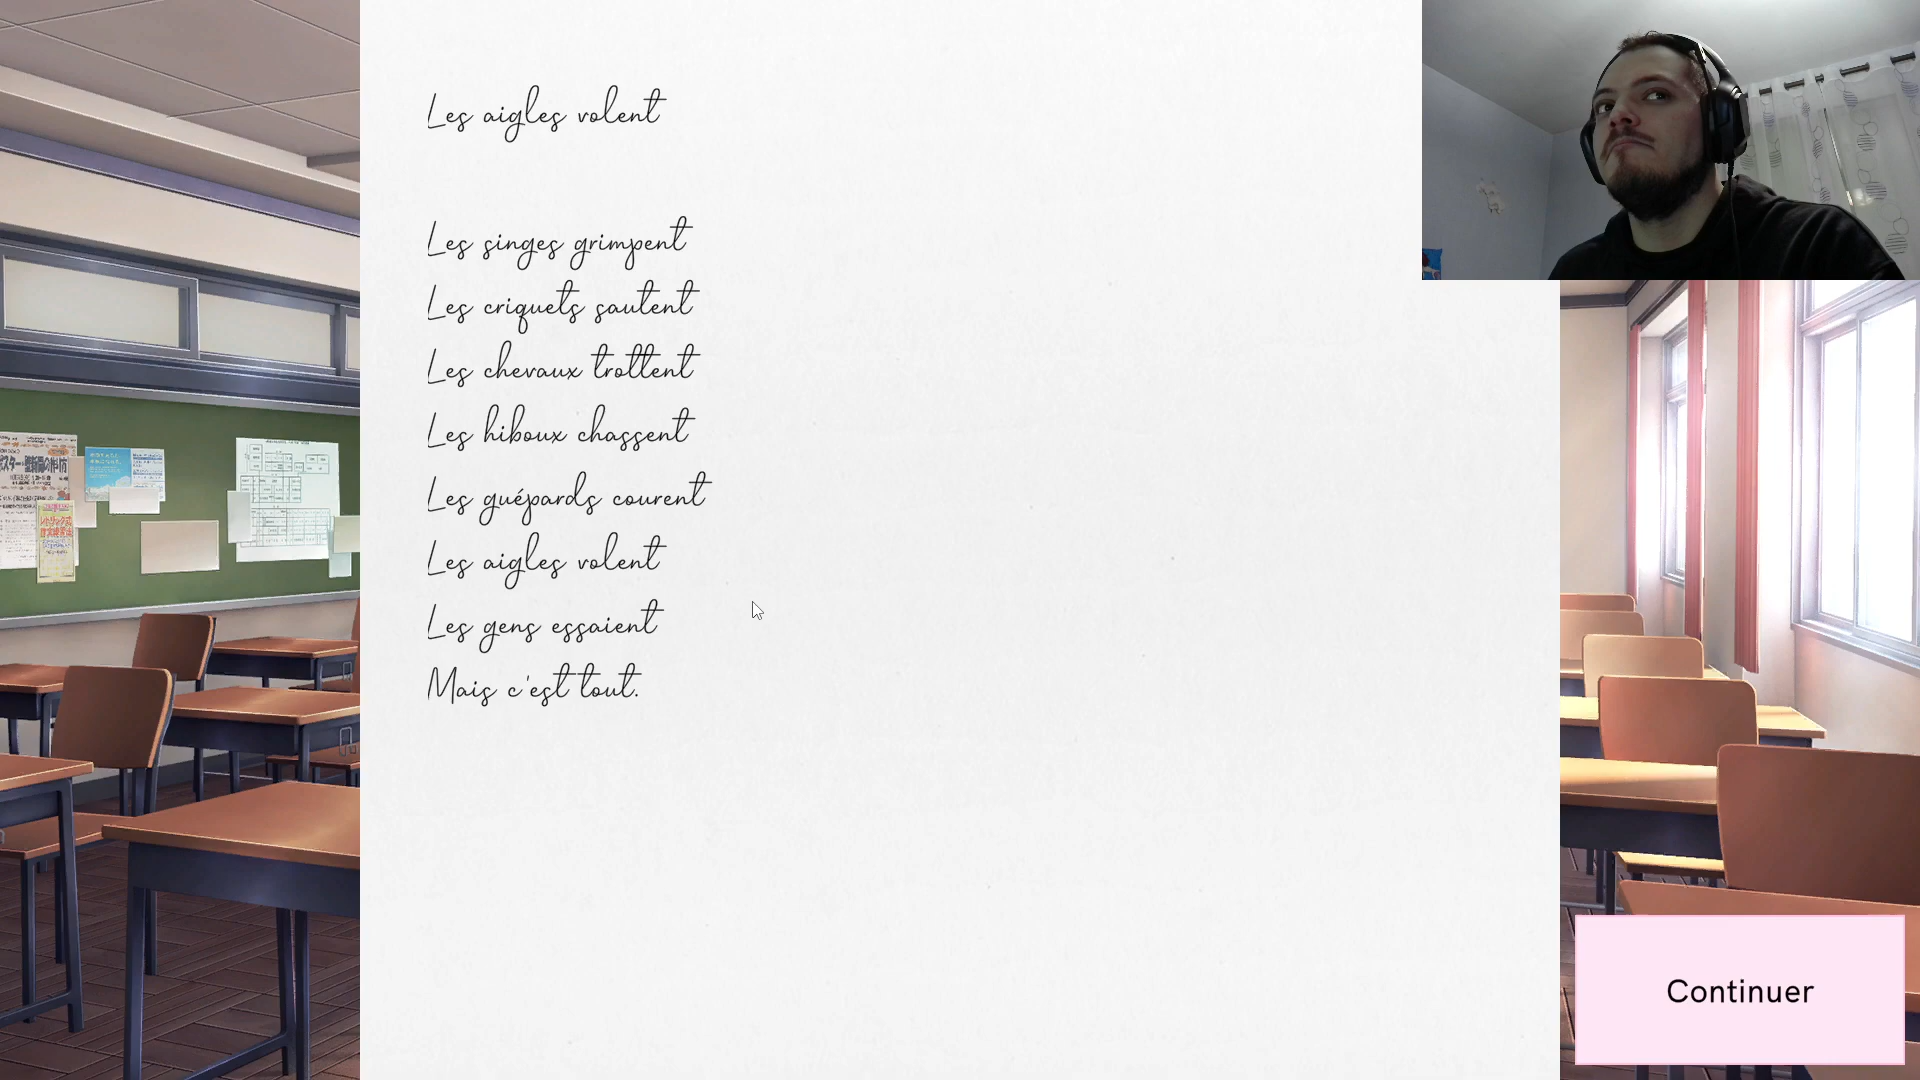 Les aigles volent
Les singes grimpent
Les criquets sautent
Les chevaux trottent
Les hiboux chassent
Les guépards courent
Les aigles volent
Les gens essaient
Mais c'est tout.
Continuer